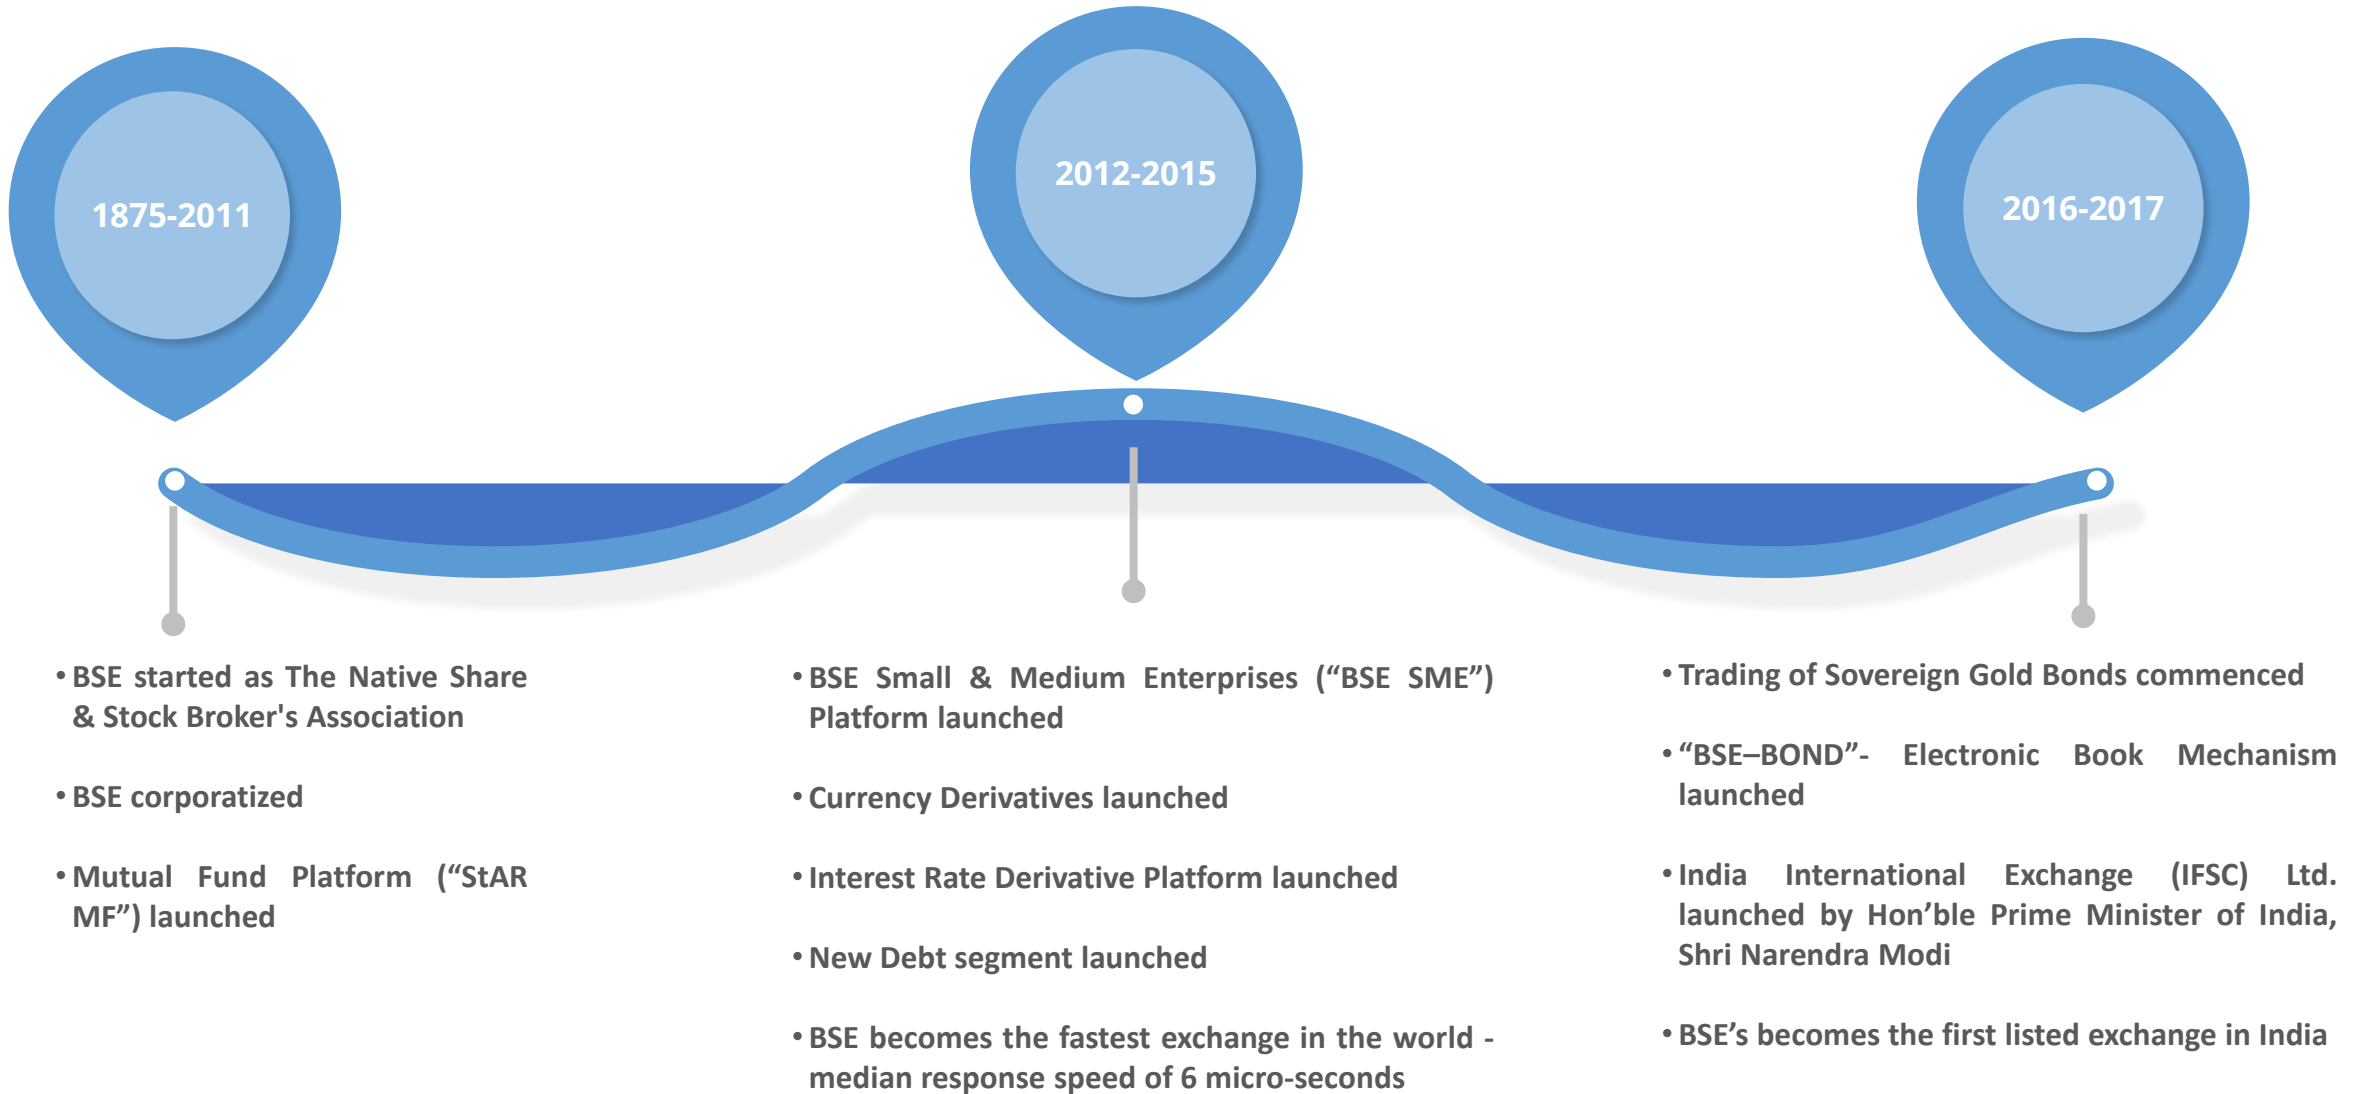 1875-2011
2012-2015
2016-2017
• BSE started as The Native Share
& Stock Broker's Association
• BSE corporatized
• Mutual Fund Platform (“StAR
MF”) launched
• BSE Small & Medium Enterprises (“BSE SME”)
Platform launched
• Currency Derivatives launched
• Interest Rate Derivative Platform launched
• New Debt segment launched
• BSE becomes the fastest exchange in the world -
median response speed of 6 micro-seconds
• Trading of Sovereign Gold Bonds commenced
• “BSE–BOND”- Electronic Book Mechanism
launched
• India International Exchange (IFSC) Ltd.
launched by Hon’ble Prime Minister of India,
Shri Narendra Modi
• BSE’s becomes the first listed exchange in India